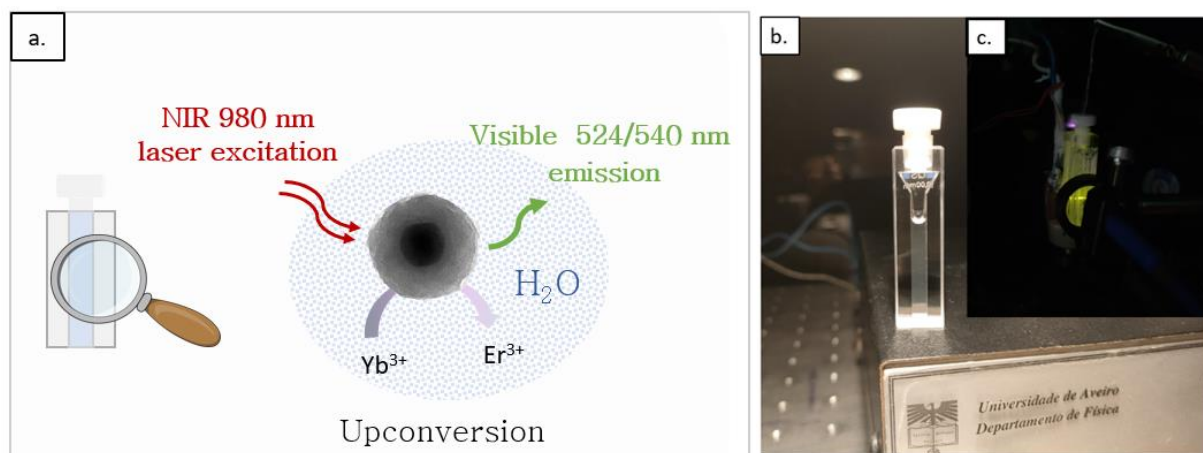 a.
NIR 980 nm
laser excitation
Visible 524/540 nm
emission
H₂O
Yb³⁺
Er³⁺
Upconversion
b.
c.
Universidade de Aveiro
Departamento de Física